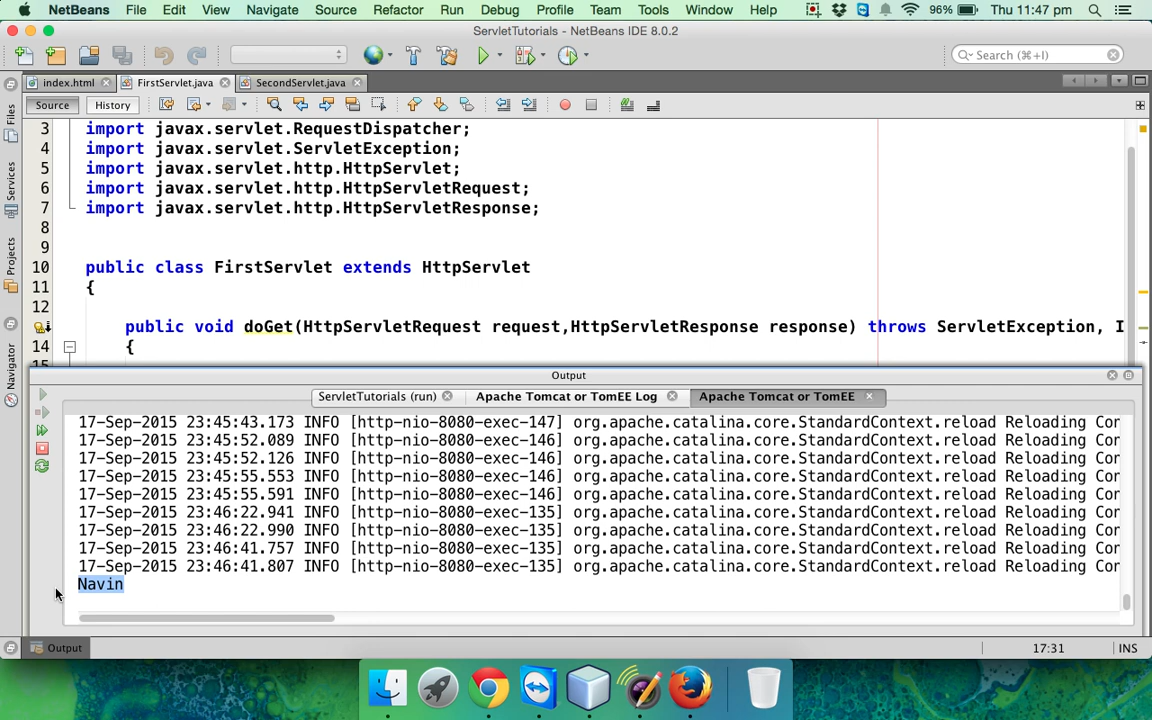 NetBeans File Edit View Navigate Source Refactor Run Debug Profile Team Tools Window Help 96% Thu 11:47 pm
ServletTutorials – NetBeans IDE 8.0.2
Search (⌘+I)
index.html FirstServlet.java SecondServlet.java
Source History
Files
Services
Projects
Navigator
3 import javax.servlet.RequestDispatcher;
4 import javax.servlet.ServletException;
5 import javax.servlet.http.HttpServlet;
6 import javax.servlet.http.HttpServletRequest;
7 import javax.servlet.http.HttpServletResponse;
8
9
10 public class FirstServlet extends HttpServlet
11 {
12
public void doGet(HttpServletRequest request,HttpServletResponse response) throws ServletException, I
14 {
Output
ServletTutorials (run) Apache Tomcat or TomEE Log Apache Tomcat or TomEE
17-Sep-2015 23:45:43.173 INFO [http-nio-8080-exec-147] org.apache.catalina.core.StandardContext.reload Reloading Cor
17-Sep-2015 23:45:52.089 INFO [http-nio-8080-exec-146] org.apache.catalina.core.StandardContext.reload Reloading Cor
17-Sep-2015 23:45:52.126 INFO [http-nio-8080-exec-146] org.apache.catalina.core.StandardContext.reload Reloading Cor
17-Sep-2015 23:45:55.553 INFO [http-nio-8080-exec-146] org.apache.catalina.core.StandardContext.reload Reloading Cor
17-Sep-2015 23:45:55.591 INFO [http-nio-8080-exec-146] org.apache.catalina.core.StandardContext.reload Reloading Cor
17-Sep-2015 23:46:22.941 INFO [http-nio-8080-exec-135] org.apache.catalina.core.StandardContext.reload Reloading Cor
17-Sep-2015 23:46:22.990 INFO [http-nio-8080-exec-135] org.apache.catalina.core.StandardContext.reload Reloading Cor
17-Sep-2015 23:46:41.757 INFO [http-nio-8080-exec-135] org.apache.catalina.core.StandardContext.reload Reloading Cor
17-Sep-2015 23:46:41.807 INFO [http-nio-8080-exec-135] org.apache.catalina.core.StandardContext.reload Reloading Cor
Navin
Output 17:31 INS